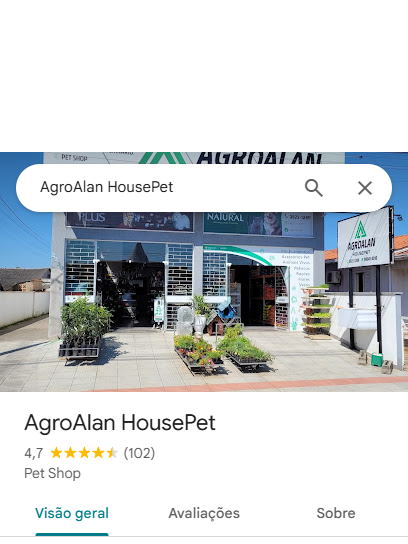 PET SHOP
AGROALAN
AgroAlan HousePet
PLUS
NATURAL
AGROALAN
HOUSEPET
AgroAlan HousePet
4,7 (102)
Pet Shop
Visão geral
Avaliações
Sobre